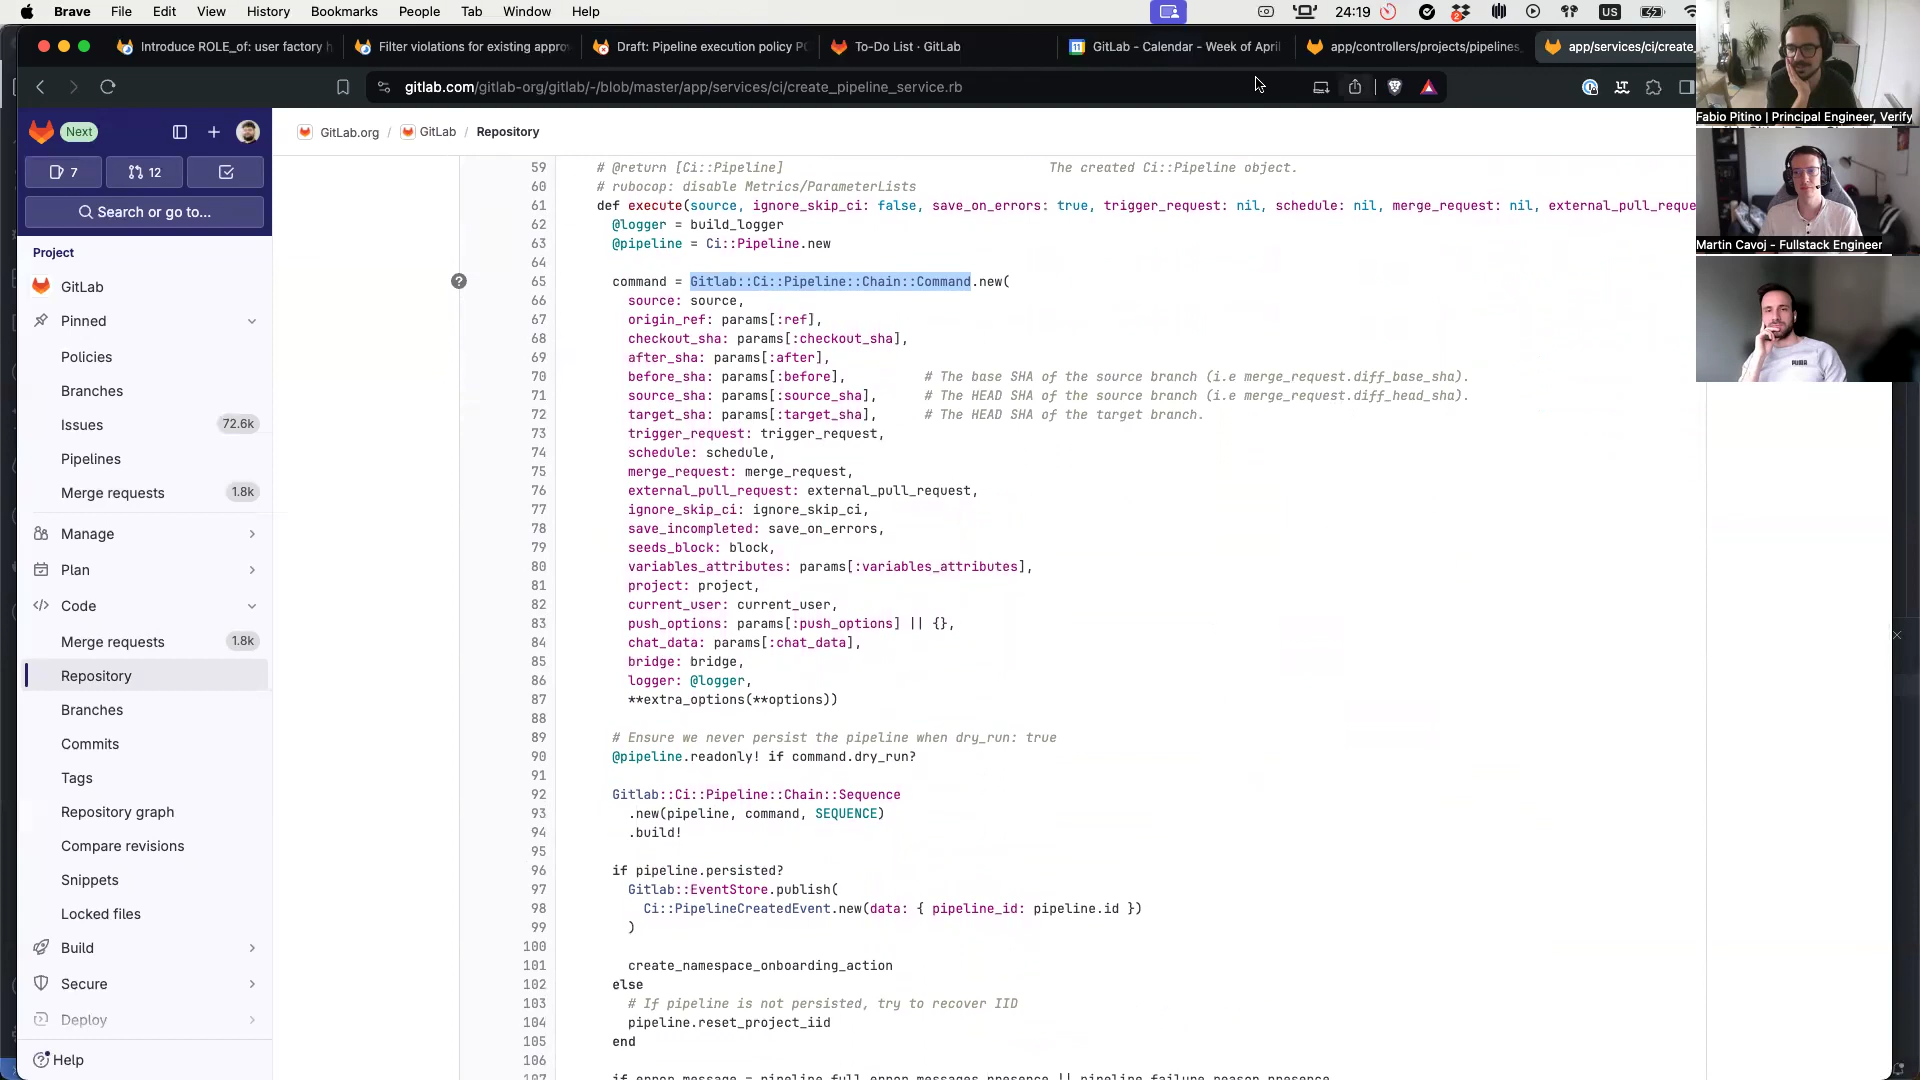 Brave File Edit View History Bookmarks People Tab Window Help 24:19 US
Introduce ROLE_of: user factory h
Filter violations for existing appro
Draft: Pipeline execution policy PO
To-Do List · GitLab
GitLab - Calendar - Week of April
app/controllers/projects/pipelines_
app/services/ci/create_
gitlab.com/gitlab-org/gitlab/-/blob/master/app/services/ci/create_pipeline_service.rb
Next
7
12
Search or go to...
Project
GitLab
Pinned
Policies
Branches
Issues 72.6k
Pipelines
Merge requests 1.8k
Manage
Plan
Code
Merge requests 1.8k
Repository
Branches
Commits
Tags
Repository graph
Compare revisions
Snippets
Locked files
Build
Secure
Deploy
Help
GitLab.org / GitLab / Repository
59 # @return [Ci::Pipeline] The created Ci::Pipeline object.
60 # rubocop: disable Metrics/ParameterLists
61 def execute(source, ignore_skip_ci: false, save_on_errors: true, trigger_request: nil, schedule: nil, merge_request: nil, external_pull_reque
62 @logger = build_logger
63 @pipeline = Ci::Pipeline.new
64
65 command = Gitlab::Ci::Pipeline::Chain::Command.new(
66 source: source,
67 origin_ref: params[:ref],
68 checkout_sha: params[:checkout_sha],
69 after_sha: params[:after],
70 before_sha: params[:before], # The base SHA of the source branch (i.e merge_request.diff_base_sha).
71 source_sha: params[:source_sha], # The HEAD SHA of the source branch (i.e merge_request.diff_head_sha).
72 target_sha: params[:target_sha], # The HEAD SHA of the target branch.
73 trigger_request: trigger_request,
74 schedule: schedule,
75 merge_request: merge_request,
76 external_pull_request: external_pull_request,
77 ignore_skip_ci: ignore_skip_ci,
78 save_incompleted: save_on_errors,
79 seeds_block: block,
80 variables_attributes: params[:variables_attributes],
81 project: project,
82 current_user: current_user,
83 push_options: params[:push_options] || {},
84 chat_data: params[:chat_data],
85 bridge: bridge,
86 logger: @logger,
87 **extra_options(**options))
88
89 # Ensure we never persist the pipeline when dry_run: true
90 @pipeline.readonly! if command.dry_run?
91
92 Gitlab::Ci::Pipeline::Chain::Sequence
93 .new(pipeline, command, SEQUENCE)
94 .build!
95
96 if pipeline.persisted?
97 Gitlab::EventStore.publish(
98 Ci::PipelineCreatedEvent.new(data: { pipeline_id: pipeline.id })
99 )
100
101 create_namespace_onboarding_action
102 else
103 # If pipeline is not persisted, try to recover IID
104 pipeline.reset_project_iid
105 end
106
107 if error_message = pipeline.full_error_messages.presence || pipeline.failure_reason.presence
Fabio Pitino | Principal Engineer, Verify
Martin Cavoj - Fullstack Engineer